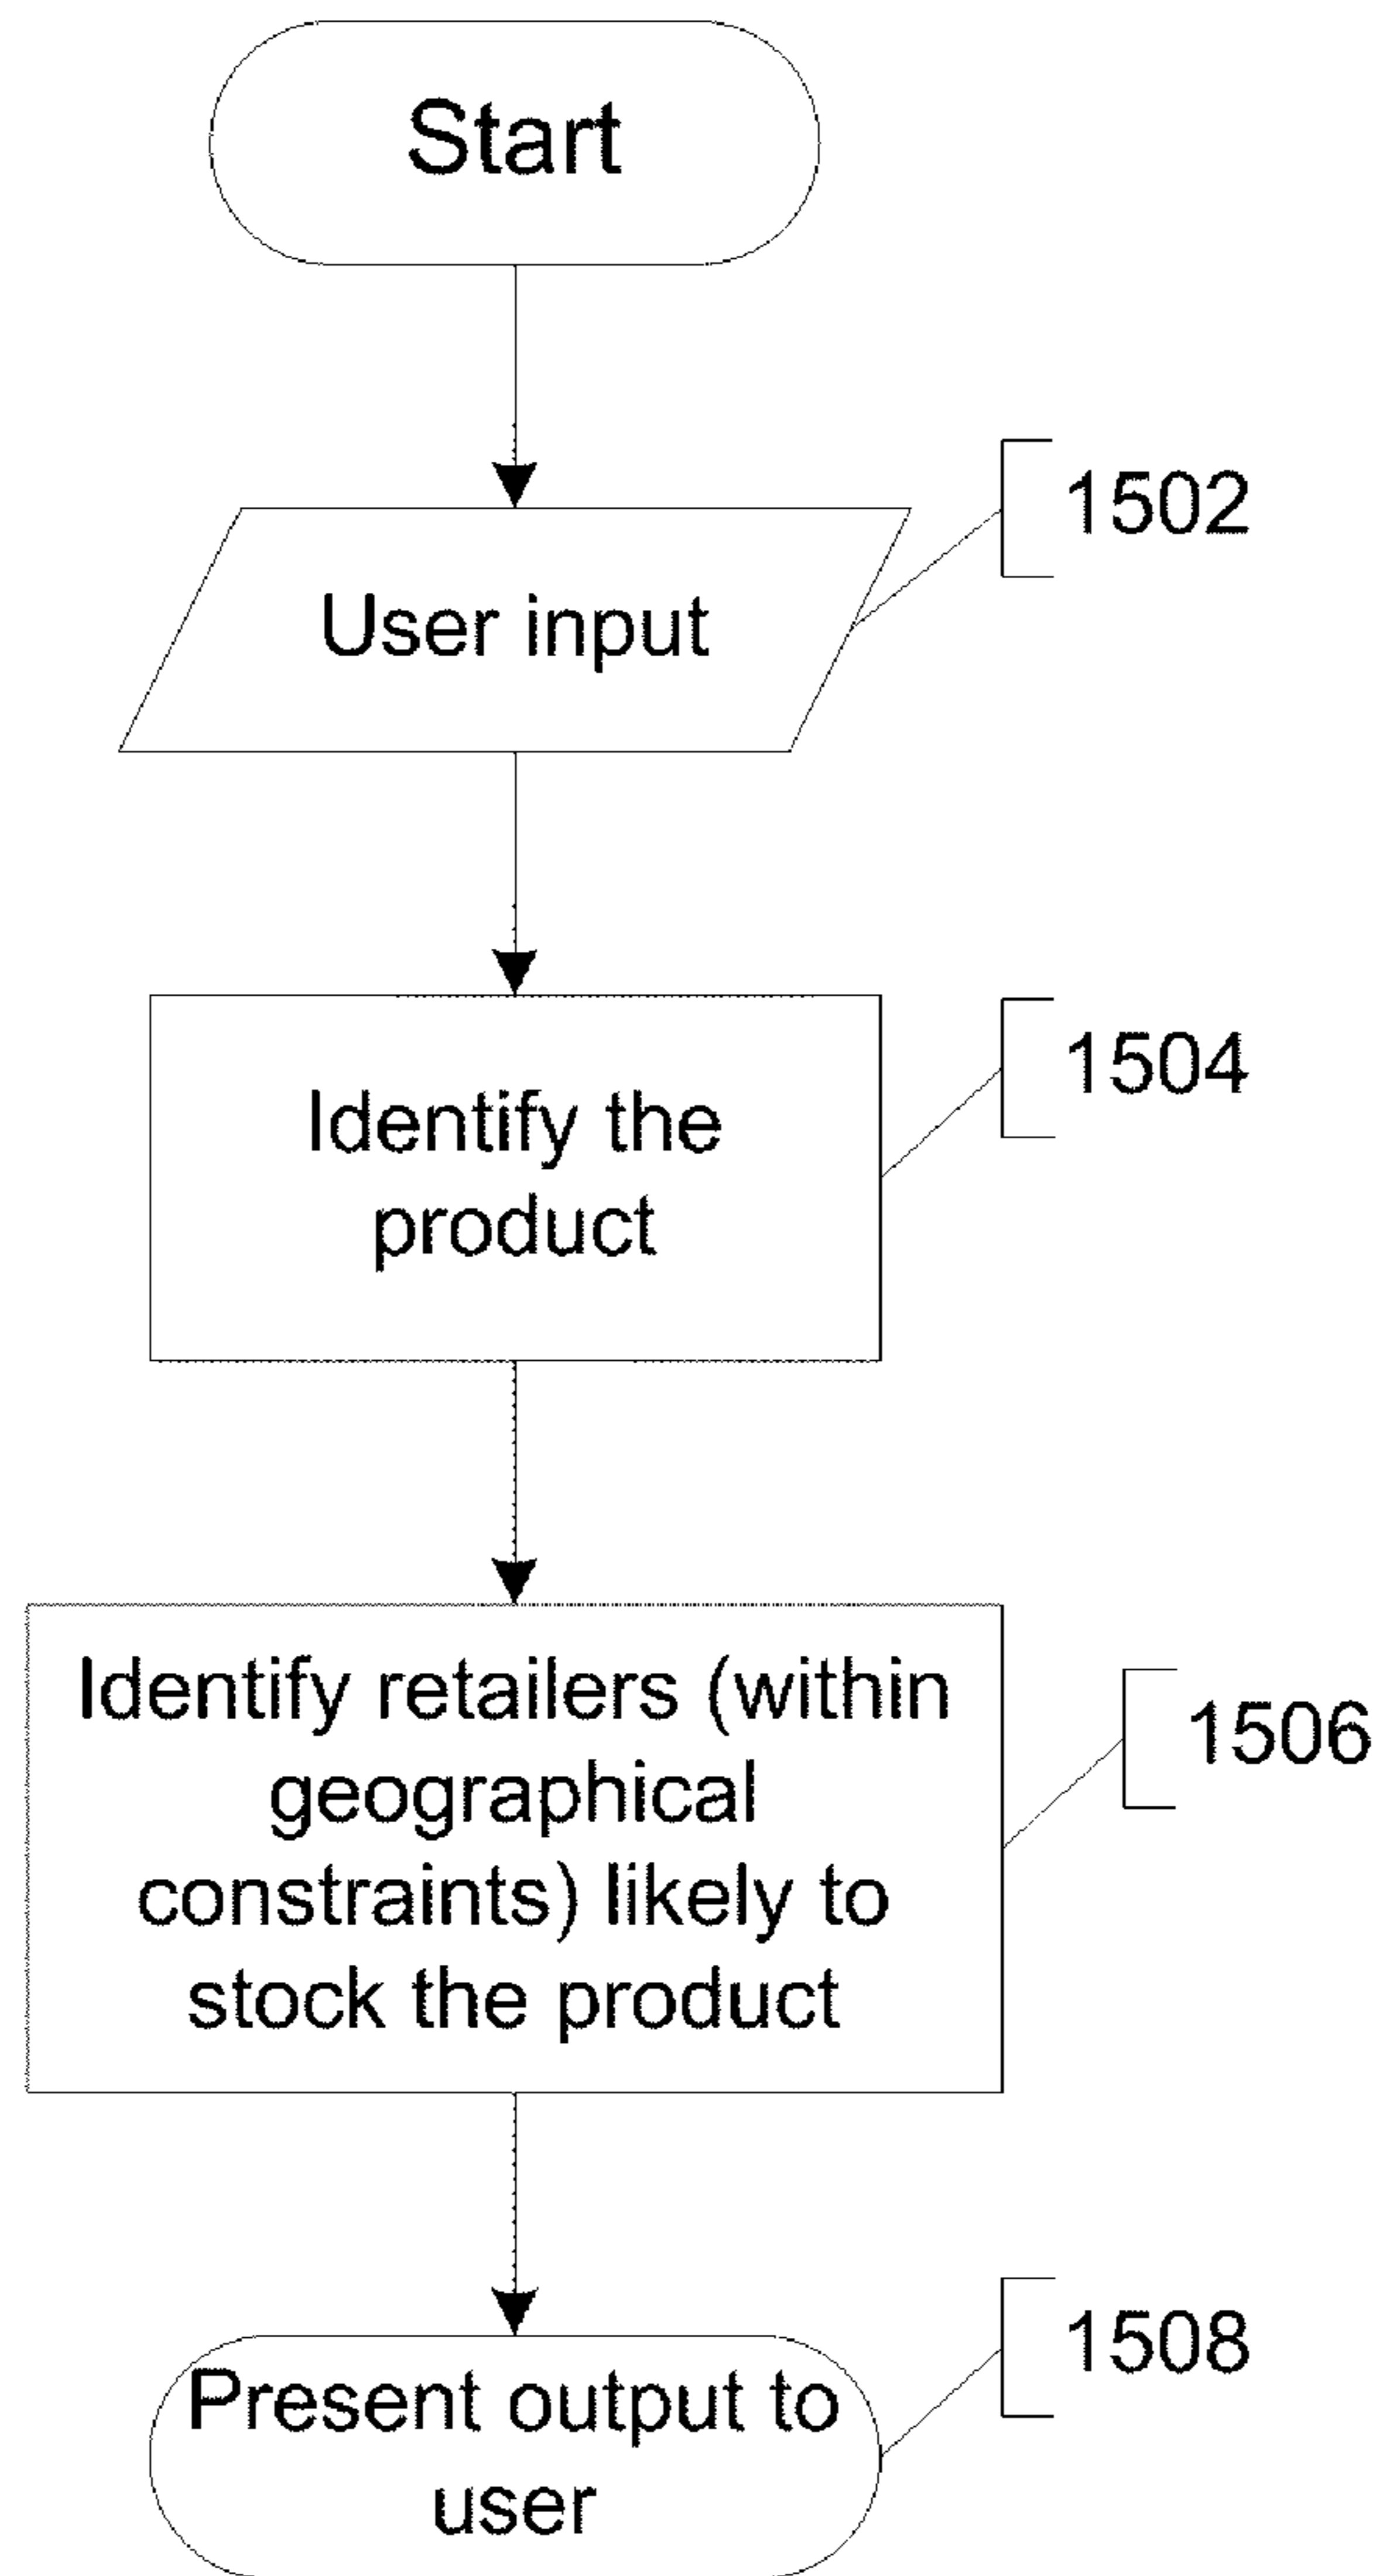 Start
1502
User input
1504
Identify the
product
Identify retailers (within
1506
geographical
constraints) likely to
stock the product
1508
Present output to
user